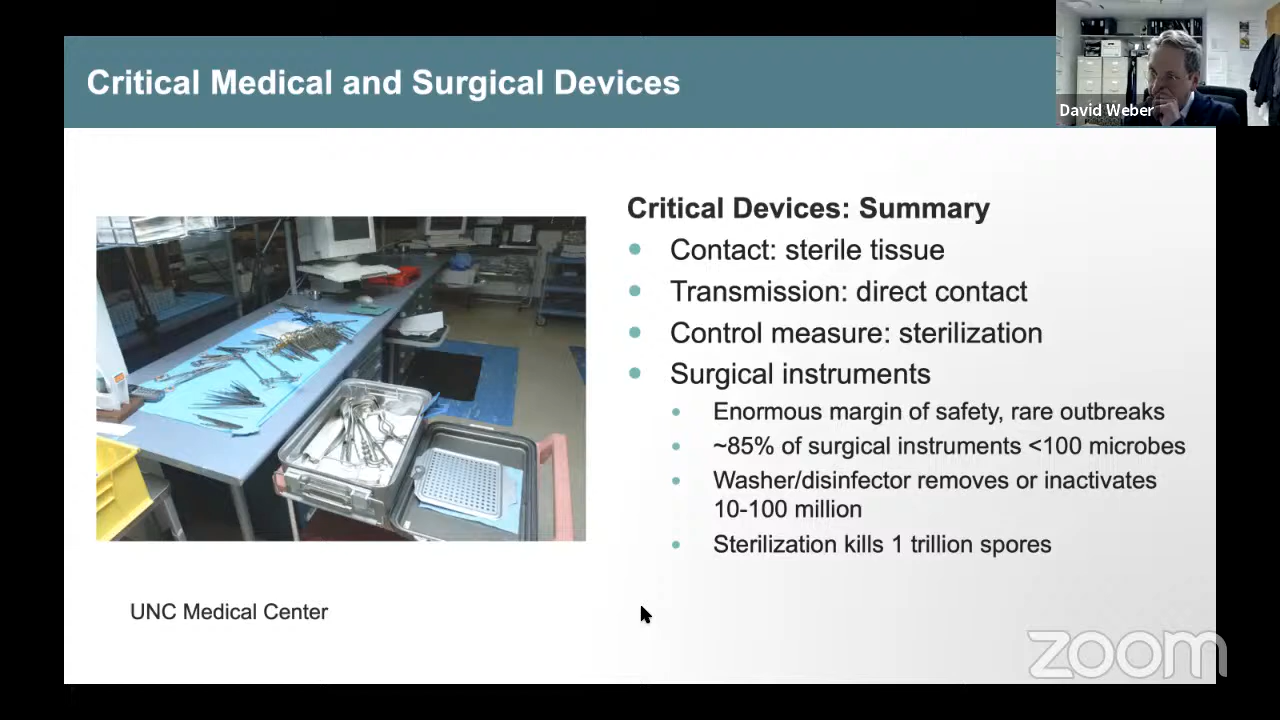 Critical Medical and Surgical Devices
David Weber
Critical Devices: Summary
Contact: sterile tissue
Transmission: direct contact
Control measure: sterilization
Surgical instruments
Enormous margin of safety, rare outbreaks
~85% of surgical instruments <100 microbes
Washer/disinfector removes or inactivates
10-100 million
Sterilization kills 1 trillion spores
UNC Medical Center
zoom